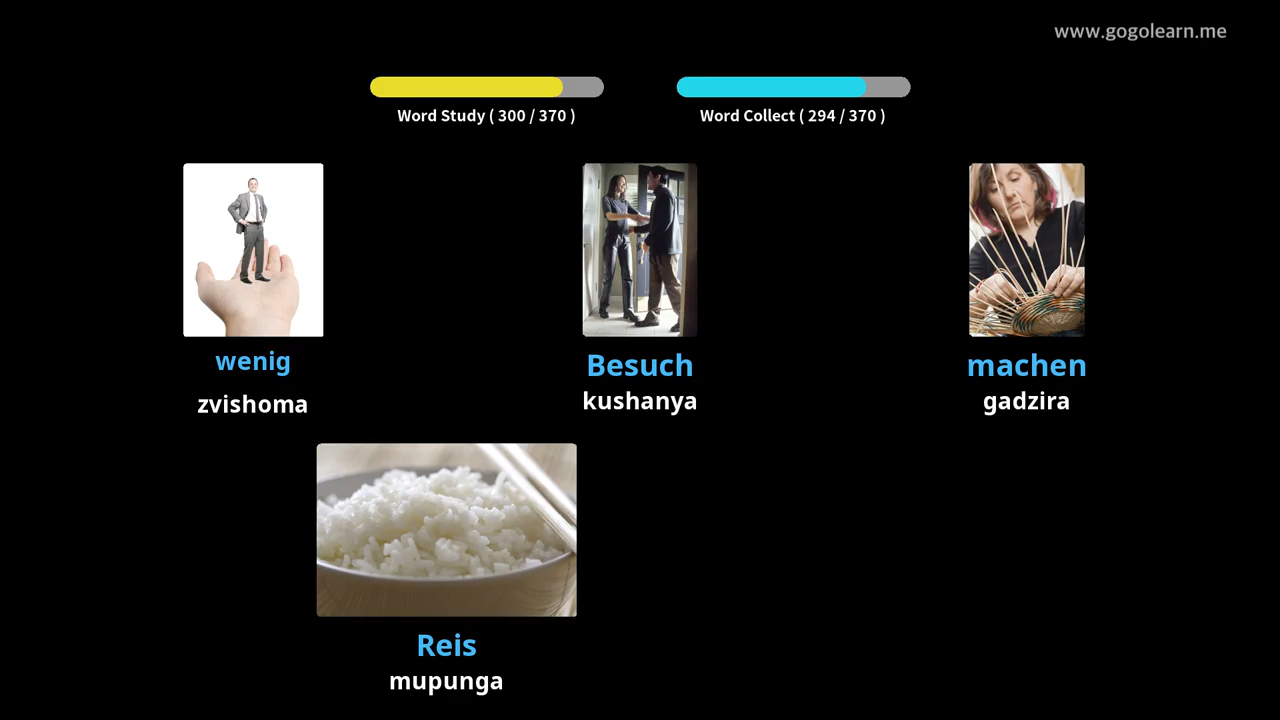 www.gogolearn.me
Word Study ( 300 / 370 )
Word Collect ( 294 / 370 )
wenig
zvishoma
Besuch
kushanya
machen
gadzira
Reis
mupunga